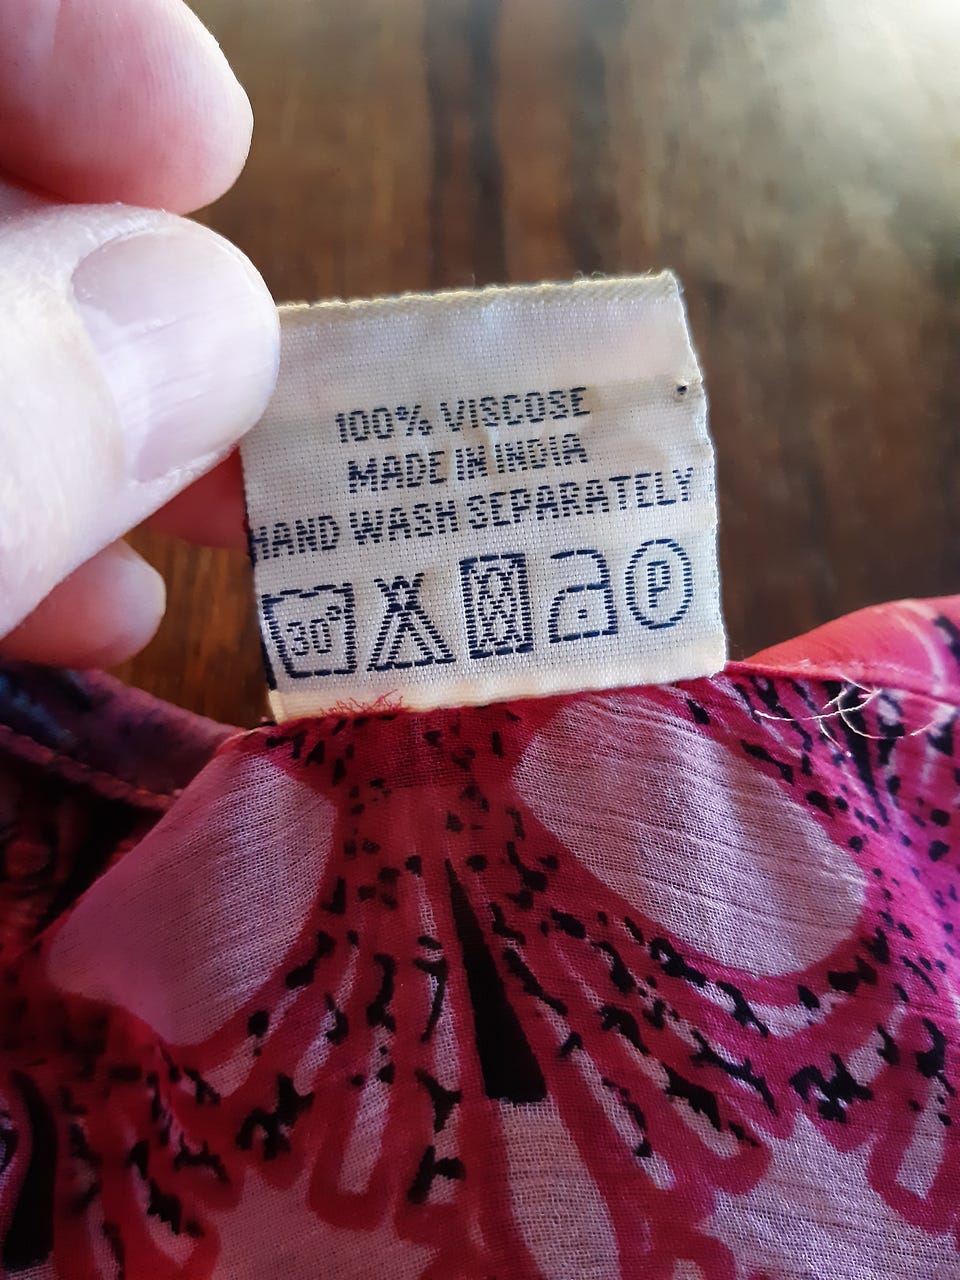 100% VISCOSE
MADE IN INDIA
HAND WASH SEPARATELY
30° P